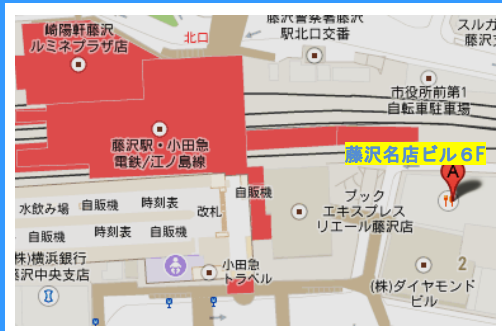 崎陽軒藤沢
ルミネプラザ店
北口
藤沢警察署藤沢
駅北口交番
スルガ
藤沢支
市役所前第1
自転車駐車場
藤沢駅・小田急
電鉄/江ノ島線
藤沢名店ビル６F
A
水飲み場
自販機
時刻表
改札
自販機
自販機
時刻表
自販機
ブック
エキスプレス
リエール藤沢店
(株)横浜銀行
藤沢中央支店
小田急
トラベル
2
(株)ダイヤモンド
ビル